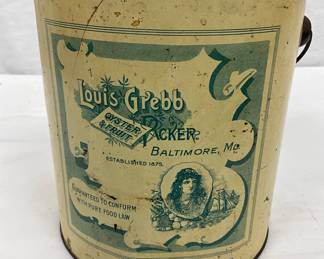 Louis Grebb
OYSTER
& FRUIT
PACKER
BALTIMORE, MD.
ESTABLISHED 1875.
GUARANTEED TO CONFORM
WITH PURE FOOD LAW